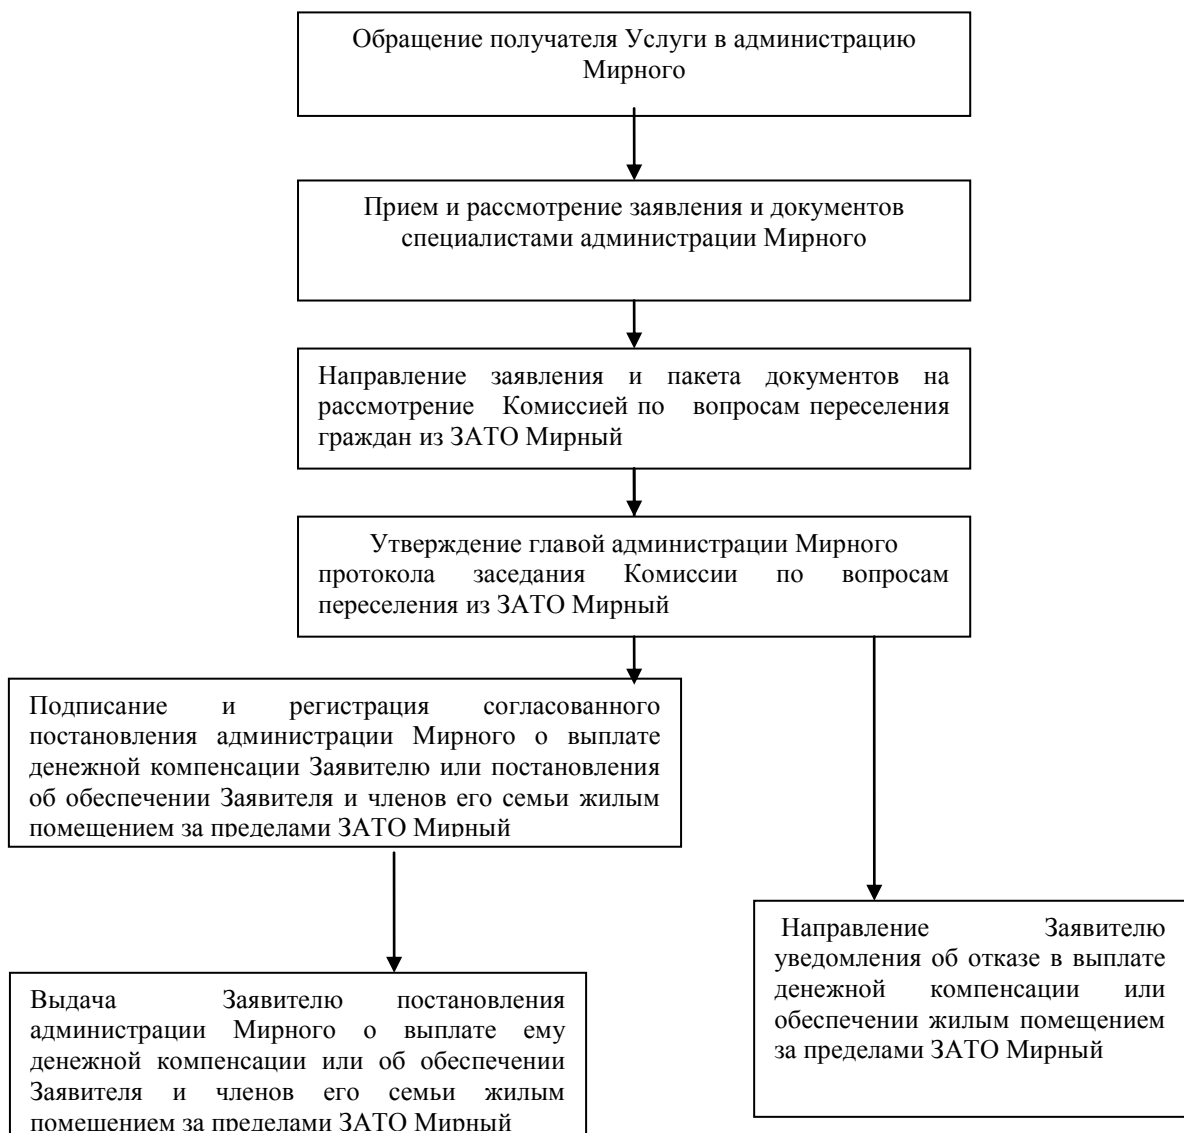 Обращение получателя Услуги в администрацию
Мирного
Прием и рассмотрение заявления и документов
специалистами администрации Мирного
Направление заявления и пакета документов на
рассмотрение Комиссией по вопросам переселения
граждан из ЗАТО Мирный
Утверждение главой администрации Мирного
протокола заседания Комиссии по вопросам
переселения из ЗАТО Мирный
Подписание и регистрация согласованного
постановления администрации Мирного о выплате
денежной компенсации Заявителю или постановления
об обеспечении Заявителя и членов его семьи жилым
помещением за пределами ЗАТО Мирный
Направление Заявителю
уведомления об отказе в выплате
денежной компенсации или
обеспечении жилым помещением
за пределами ЗАТО Мирный
Выдача Заявителю постановления
администрации Мирного о выплате ему
денежной компенсации или об обеспечении
Заявителя и членов его семьи жилым
помещением за пределами ЗАТО Мирный